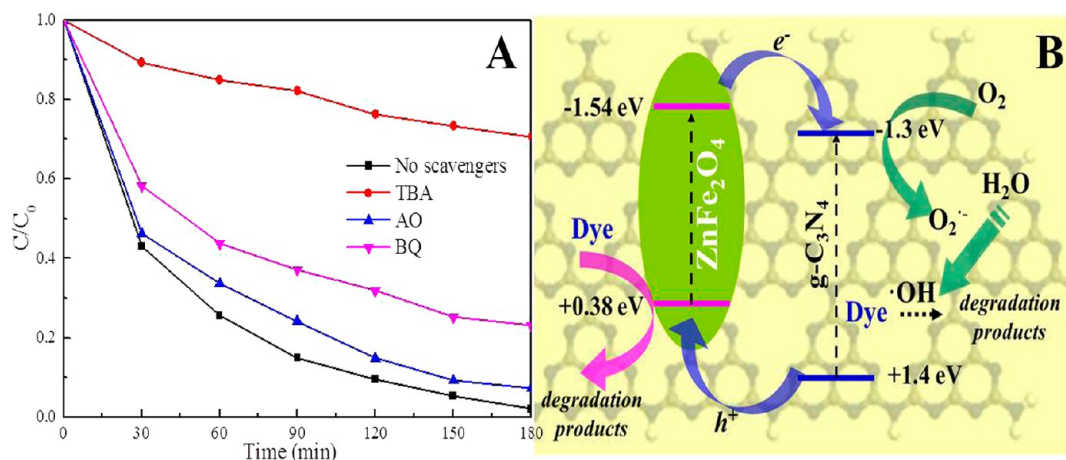 A
C/C0
1.0
0.8
0.6
0.4
0.2
0.0
0
30
60
90
120
150
180
Time (min)
No scavengers
TBA
AO
BQ
B
e-
-1.54 eV
-1.3 eV
O2
H2O
O2·-
ZnFe2O4
g-C3N4
Dye
+0.38 eV
·OH
Dye
degradation
products
+1.4 eV
h+
degradation
products